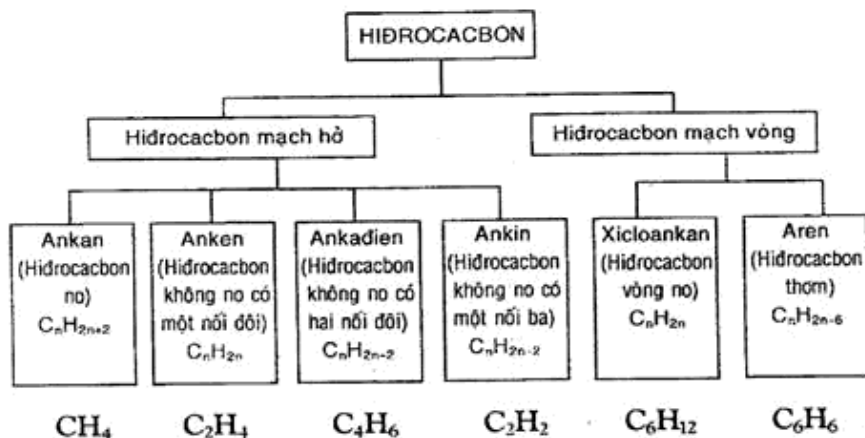 HIĐROCACBON
Hiđrocacbon mạch hở
Hiđrocacbon mạch vòng
Ankan
(Hiđrocacbon
no)
CₙH₂ₙ₊₂
Anken
(Hiđrocacbon
không no có
một nối đôi)
CₙH₂ₙ
Ankađien
(Hiđrocacbon
không no có
hai nối đôi)
CₙH₂ₙ₋₂
Ankin
(Hiđrocacbon
không no có
một nối ba)
CₙH₂ₙ₋₂
Xicloankan
(Hiđrocacbon
vòng no)
CₙH₂ₙ
Aren
(Hiđrocacbon
thơm)
CₙH₂ₙ₋₆
CH₄
C₂H₄
C₄H₆
C₂H₂
C₆H₁₂
C₆H₆